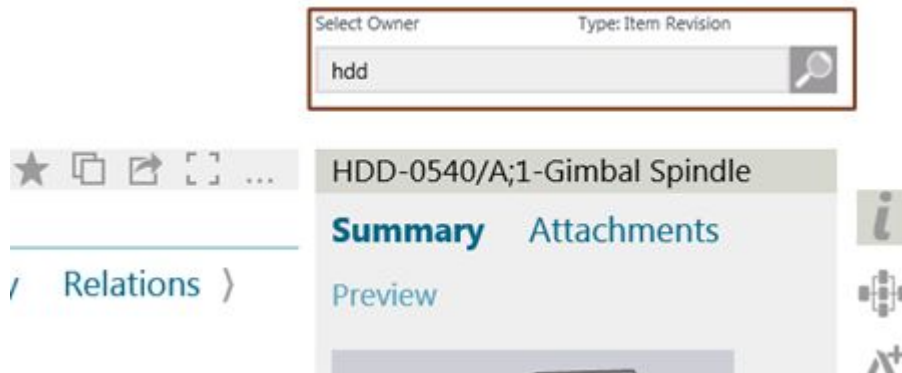 Select Owner Type: Item Revision
hdd
...
HDD-0540/A;1-Gimbal Spindle
Summary Attachments
Relations
Preview